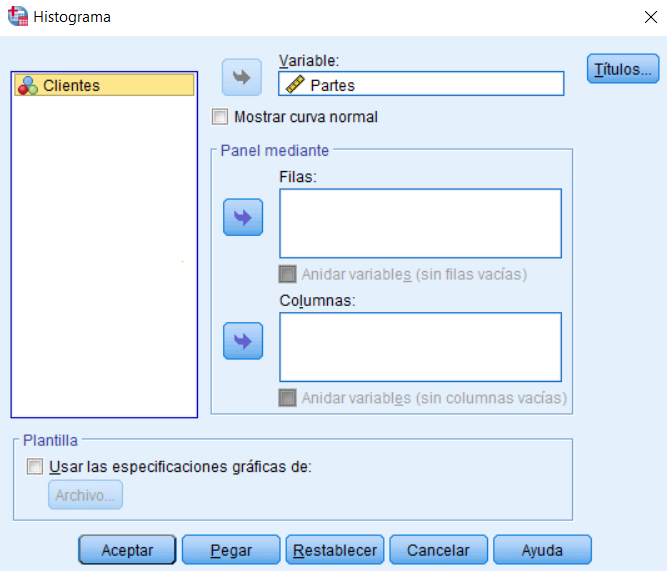 Histograma
Variable:
Títulos...
Clientes
Partes
Mostrar curva normal
Panel mediante
Filas:
Anidar variables (sin filas vacías)
Columnas:
Anidar variables (sin columnas vacías)
Plantilla
Usar las especificaciones gráficas de:
Archivo...
Aceptar Pegar Restablecer Cancelar Ayuda